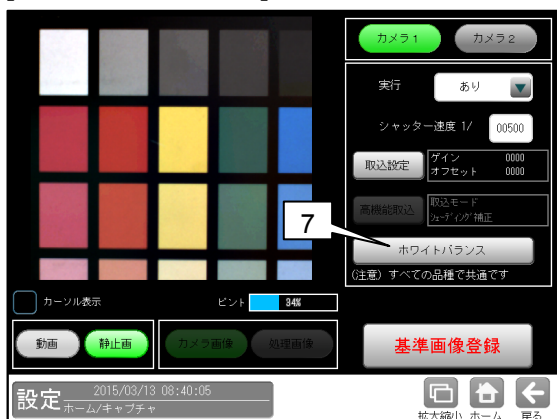 カメラ1 カメラ2
実行 あり
シャッター速度 1/ 00500
取込設定 ゲイン 0000
オフセット 0000
高機能取込 取込モード
シェーディング補正
7
ホワイトバランス
(注意) すべての品種で共通です
カーソル表示 ピント 34%
動画 静止画 カメラ画像 処理画像 基準画像登録
設定 2015/03/13 08:40:05
ホーム/キャプチャ
拡大縮小 ホーム 戻る